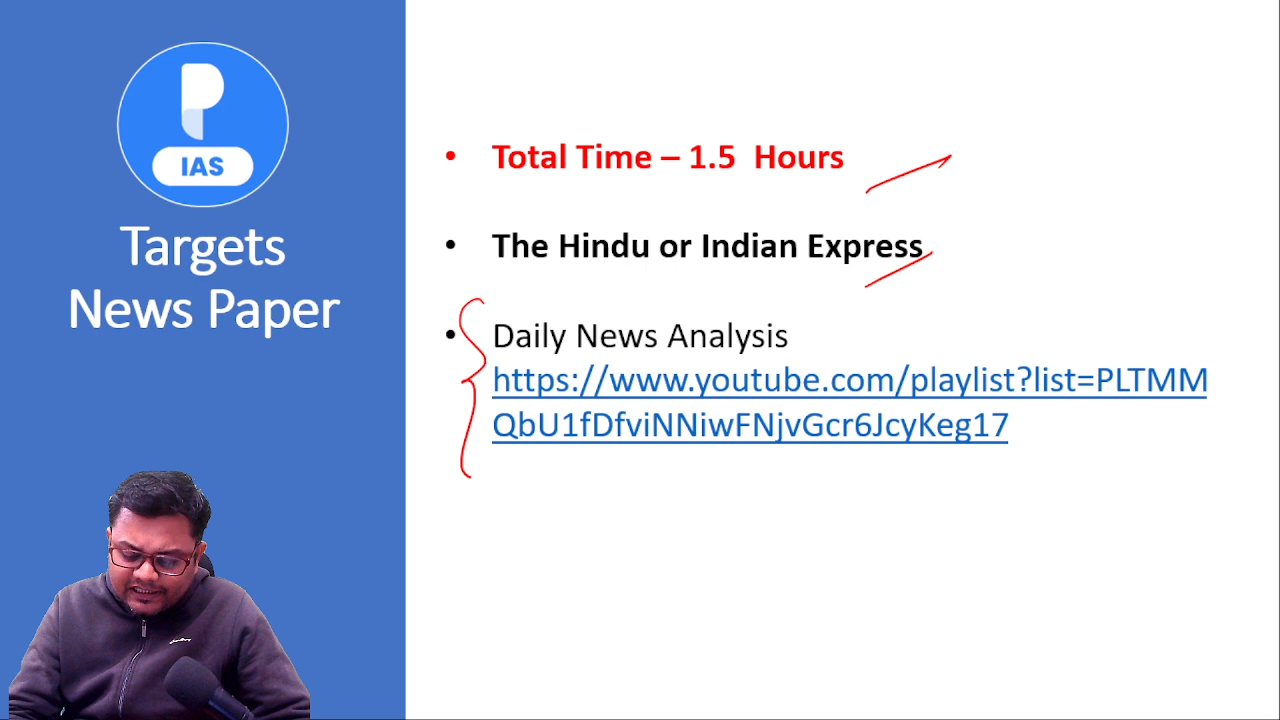 P
IAS
Targets
News Paper
• Total Time – 1.5 Hours
• The Hindu or Indian Express
• Daily News Analysis
https://www.youtube.com/playlist?list=PLTMM
QbU1fDfviNNiwFNjvGcr6JcyKeg17